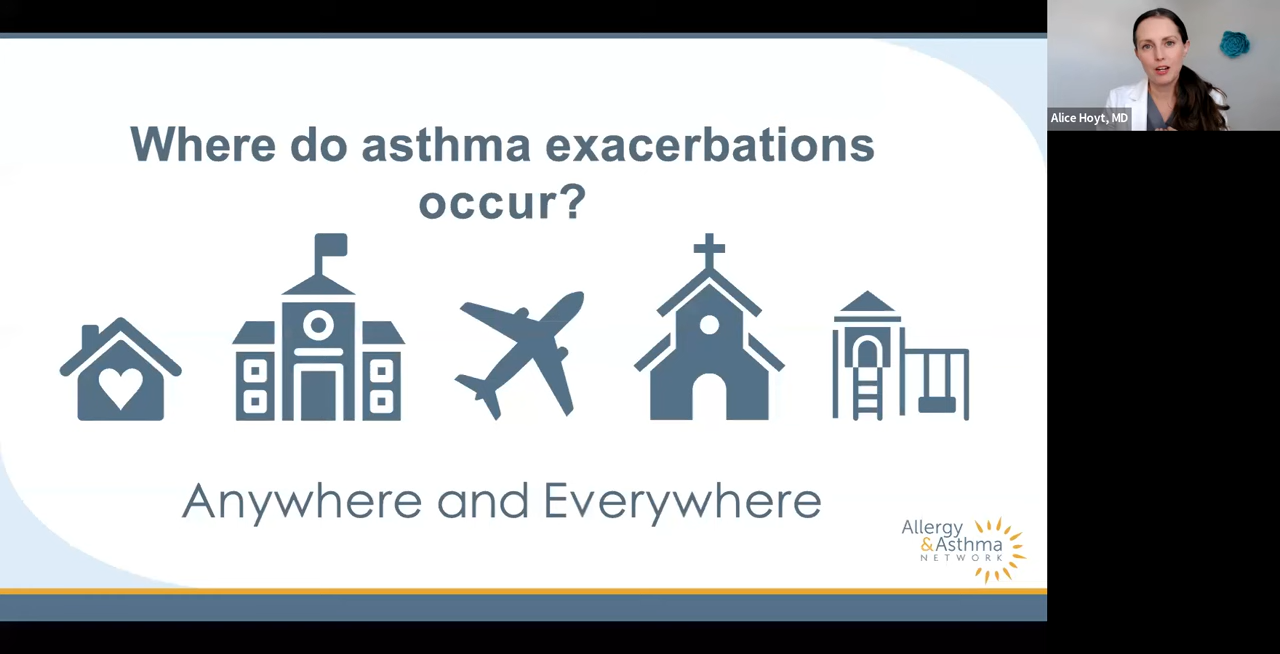 Where do asthma exacerbations
occur?
Anywhere and Everywhere
Allergy
&Asthma
NETWORK
Alice Hoyt, MD